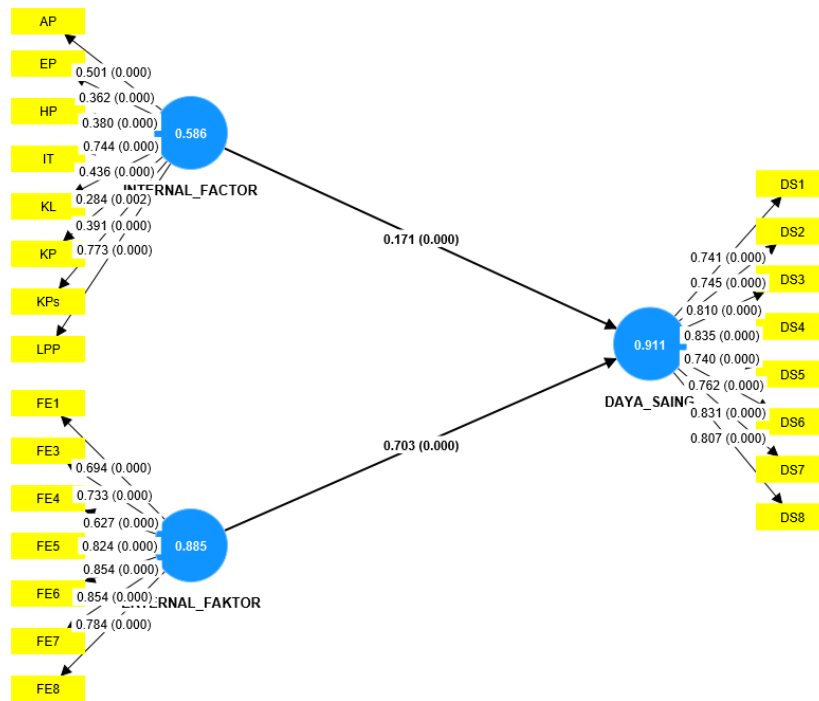 AP
EP
HP
IT
KL
KP
KPs
LPP
0.501 (0.000)
0.362 (0.000)
0.380 (0.000)
0.744 (0.000)
0.436 (0.000)
0.284 (0.002)
0.391 (0.000)
0.773 (0.000)
0.586
INTERNAL_FACTOR
0.171 (0.000)
FE1
FE3
FE4
FE5
FE6
FE7
FE8
0.694 (0.000)
0.733 (0.000)
0.627 (0.000)
0.824 (0.000)
0.854 (0.000)
0.854 (0.000)
0.784 (0.000)
0.885
EXTERNAL_FAKTOR
0.703 (0.000)
0.911
DAYA_SAING
0.741 (0.000)
0.745 (0.000)
0.810 (0.000)
0.835 (0.000)
0.740 (0.000)
0.762 (0.000)
0.831 (0.000)
0.807 (0.000)
DS1
DS2
DS3
DS4
DS5
DS6
DS7
DS8